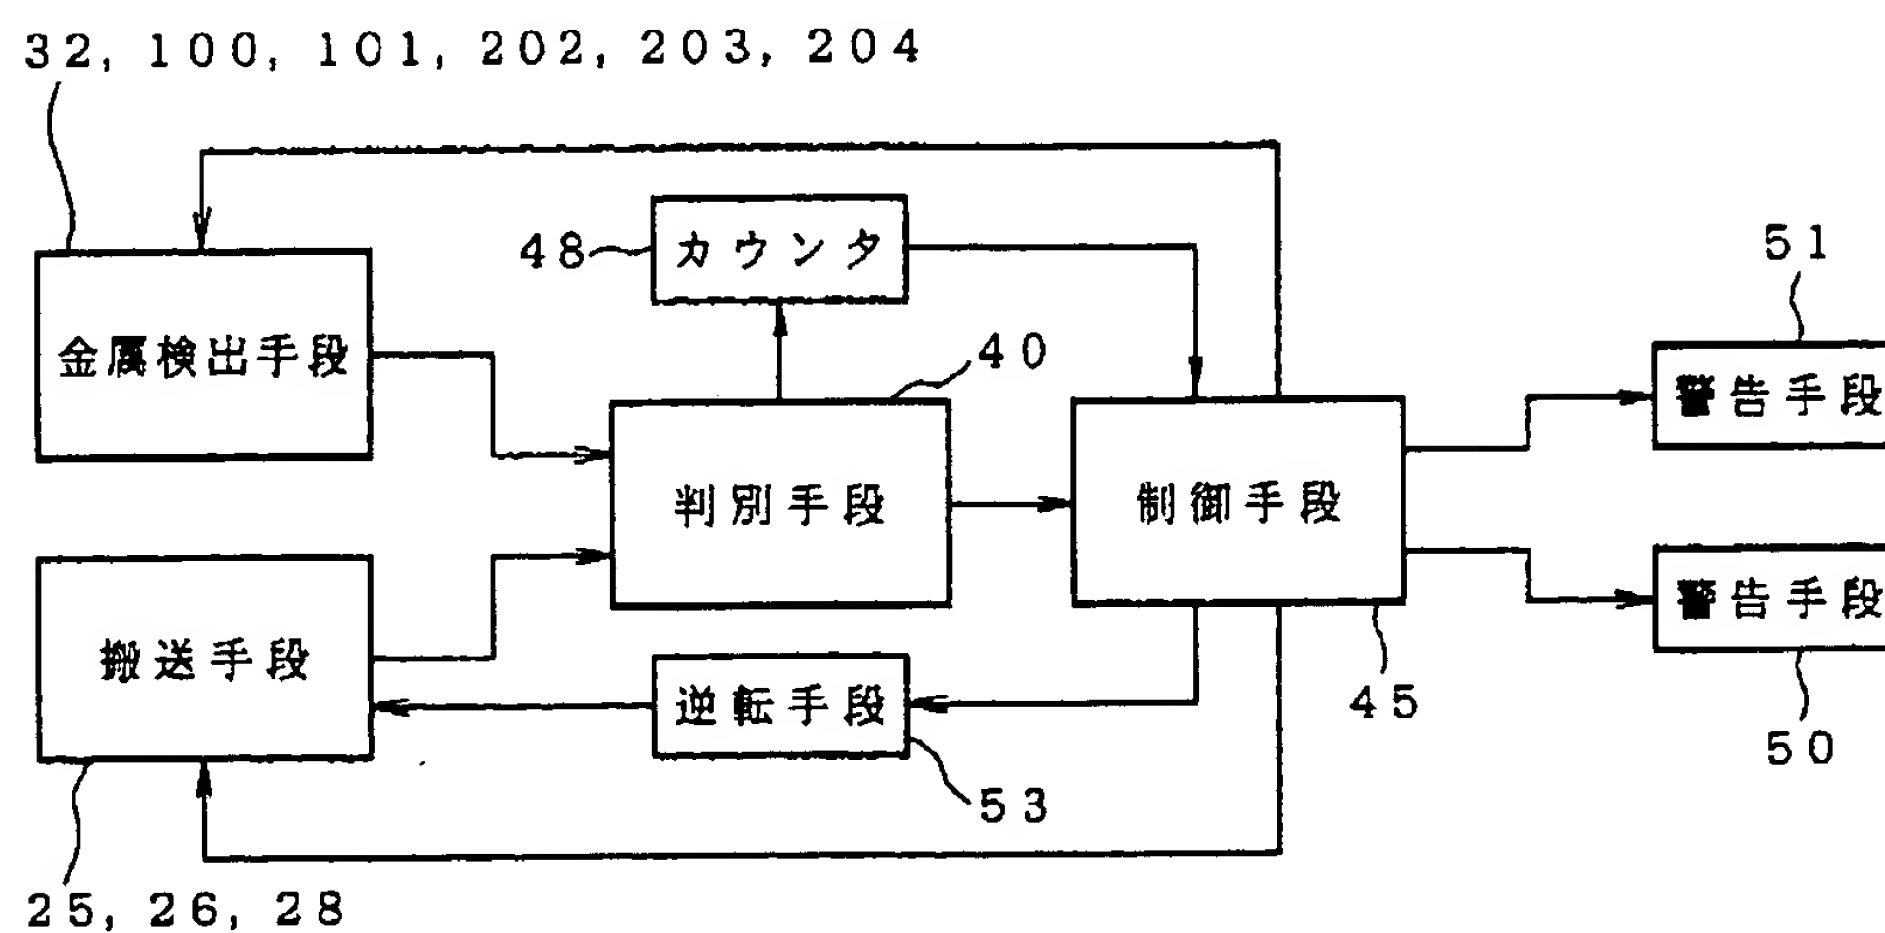 32, 100, 101, 202, 203, 204
48
カウンタ
51
金属検出手段
40
警告手段
判別手段
制御手段
警告手段
搬送手段
逆転手段
45
50
53
25, 26, 28